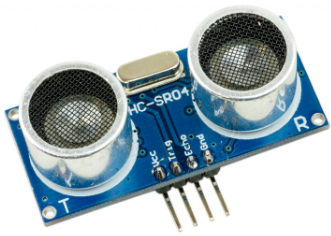 HC-SR04
Vcc
Trig
Echo
Gnd
T
R